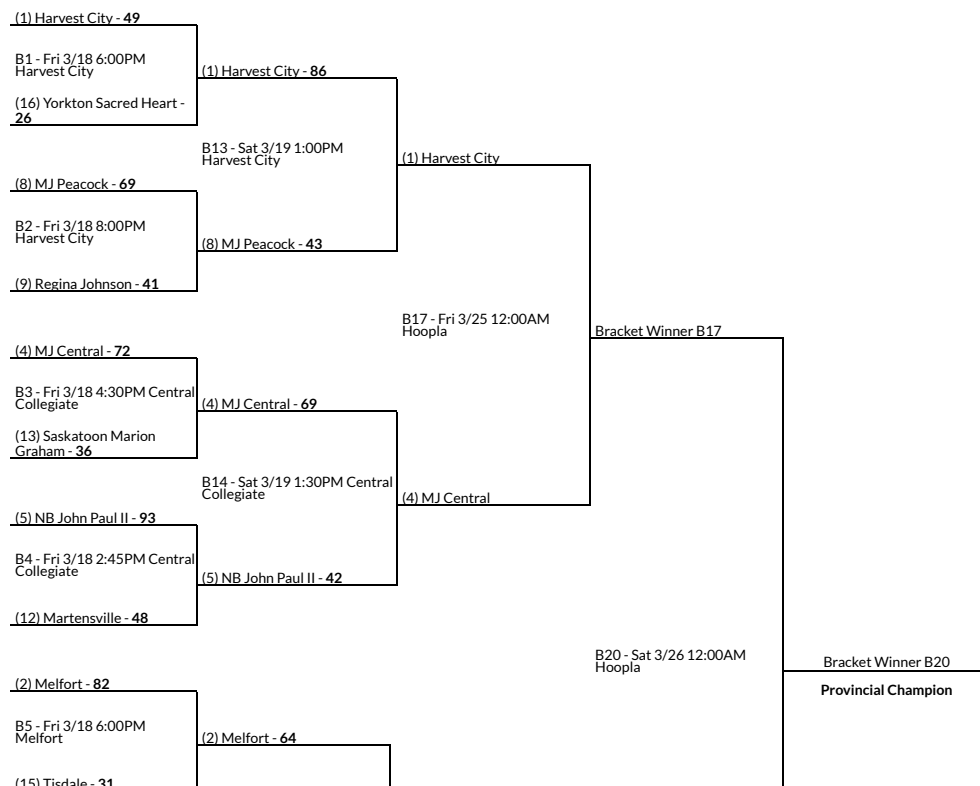 (1) Harvest City - 49
B1 - Fri 3/18 6:00PM
Harvest City
(16) Yorkton Sacred Heart -
26
(1) Harvest City - 86
B13 - Sat 3/19 1:00PM
Harvest City
(8) MJ Peacock - 69
B2 - Fri 3/18 8:00PM
Harvest City
(9) Regina Johnson - 41
(8) MJ Peacock - 43
(1) Harvest City
B17 - Fri 3/25 12:00AM
Hoopla
(4) MJ Central - 72
B3 - Fri 3/18 4:30PM Central
Collegiate
(13) Saskatoon Marion
Graham - 36
(4) MJ Central - 69
B14 - Sat 3/19 1:30PM Central
Collegiate
(5) NB John Paul II - 93
B4 - Fri 3/18 2:45PM Central
Collegiate
(12) Martensville - 48
(5) NB John Paul II - 42
(4) MJ Central
Bracket Winner B17
B20 - Sat 3/26 12:00AM
Hoopla
Bracket Winner B20
Provincial Champion
(2) Melfort - 82
B5 - Fri 3/18 6:00PM
Melfort
(15) Tisdale - 31
(2) Melfort - 64